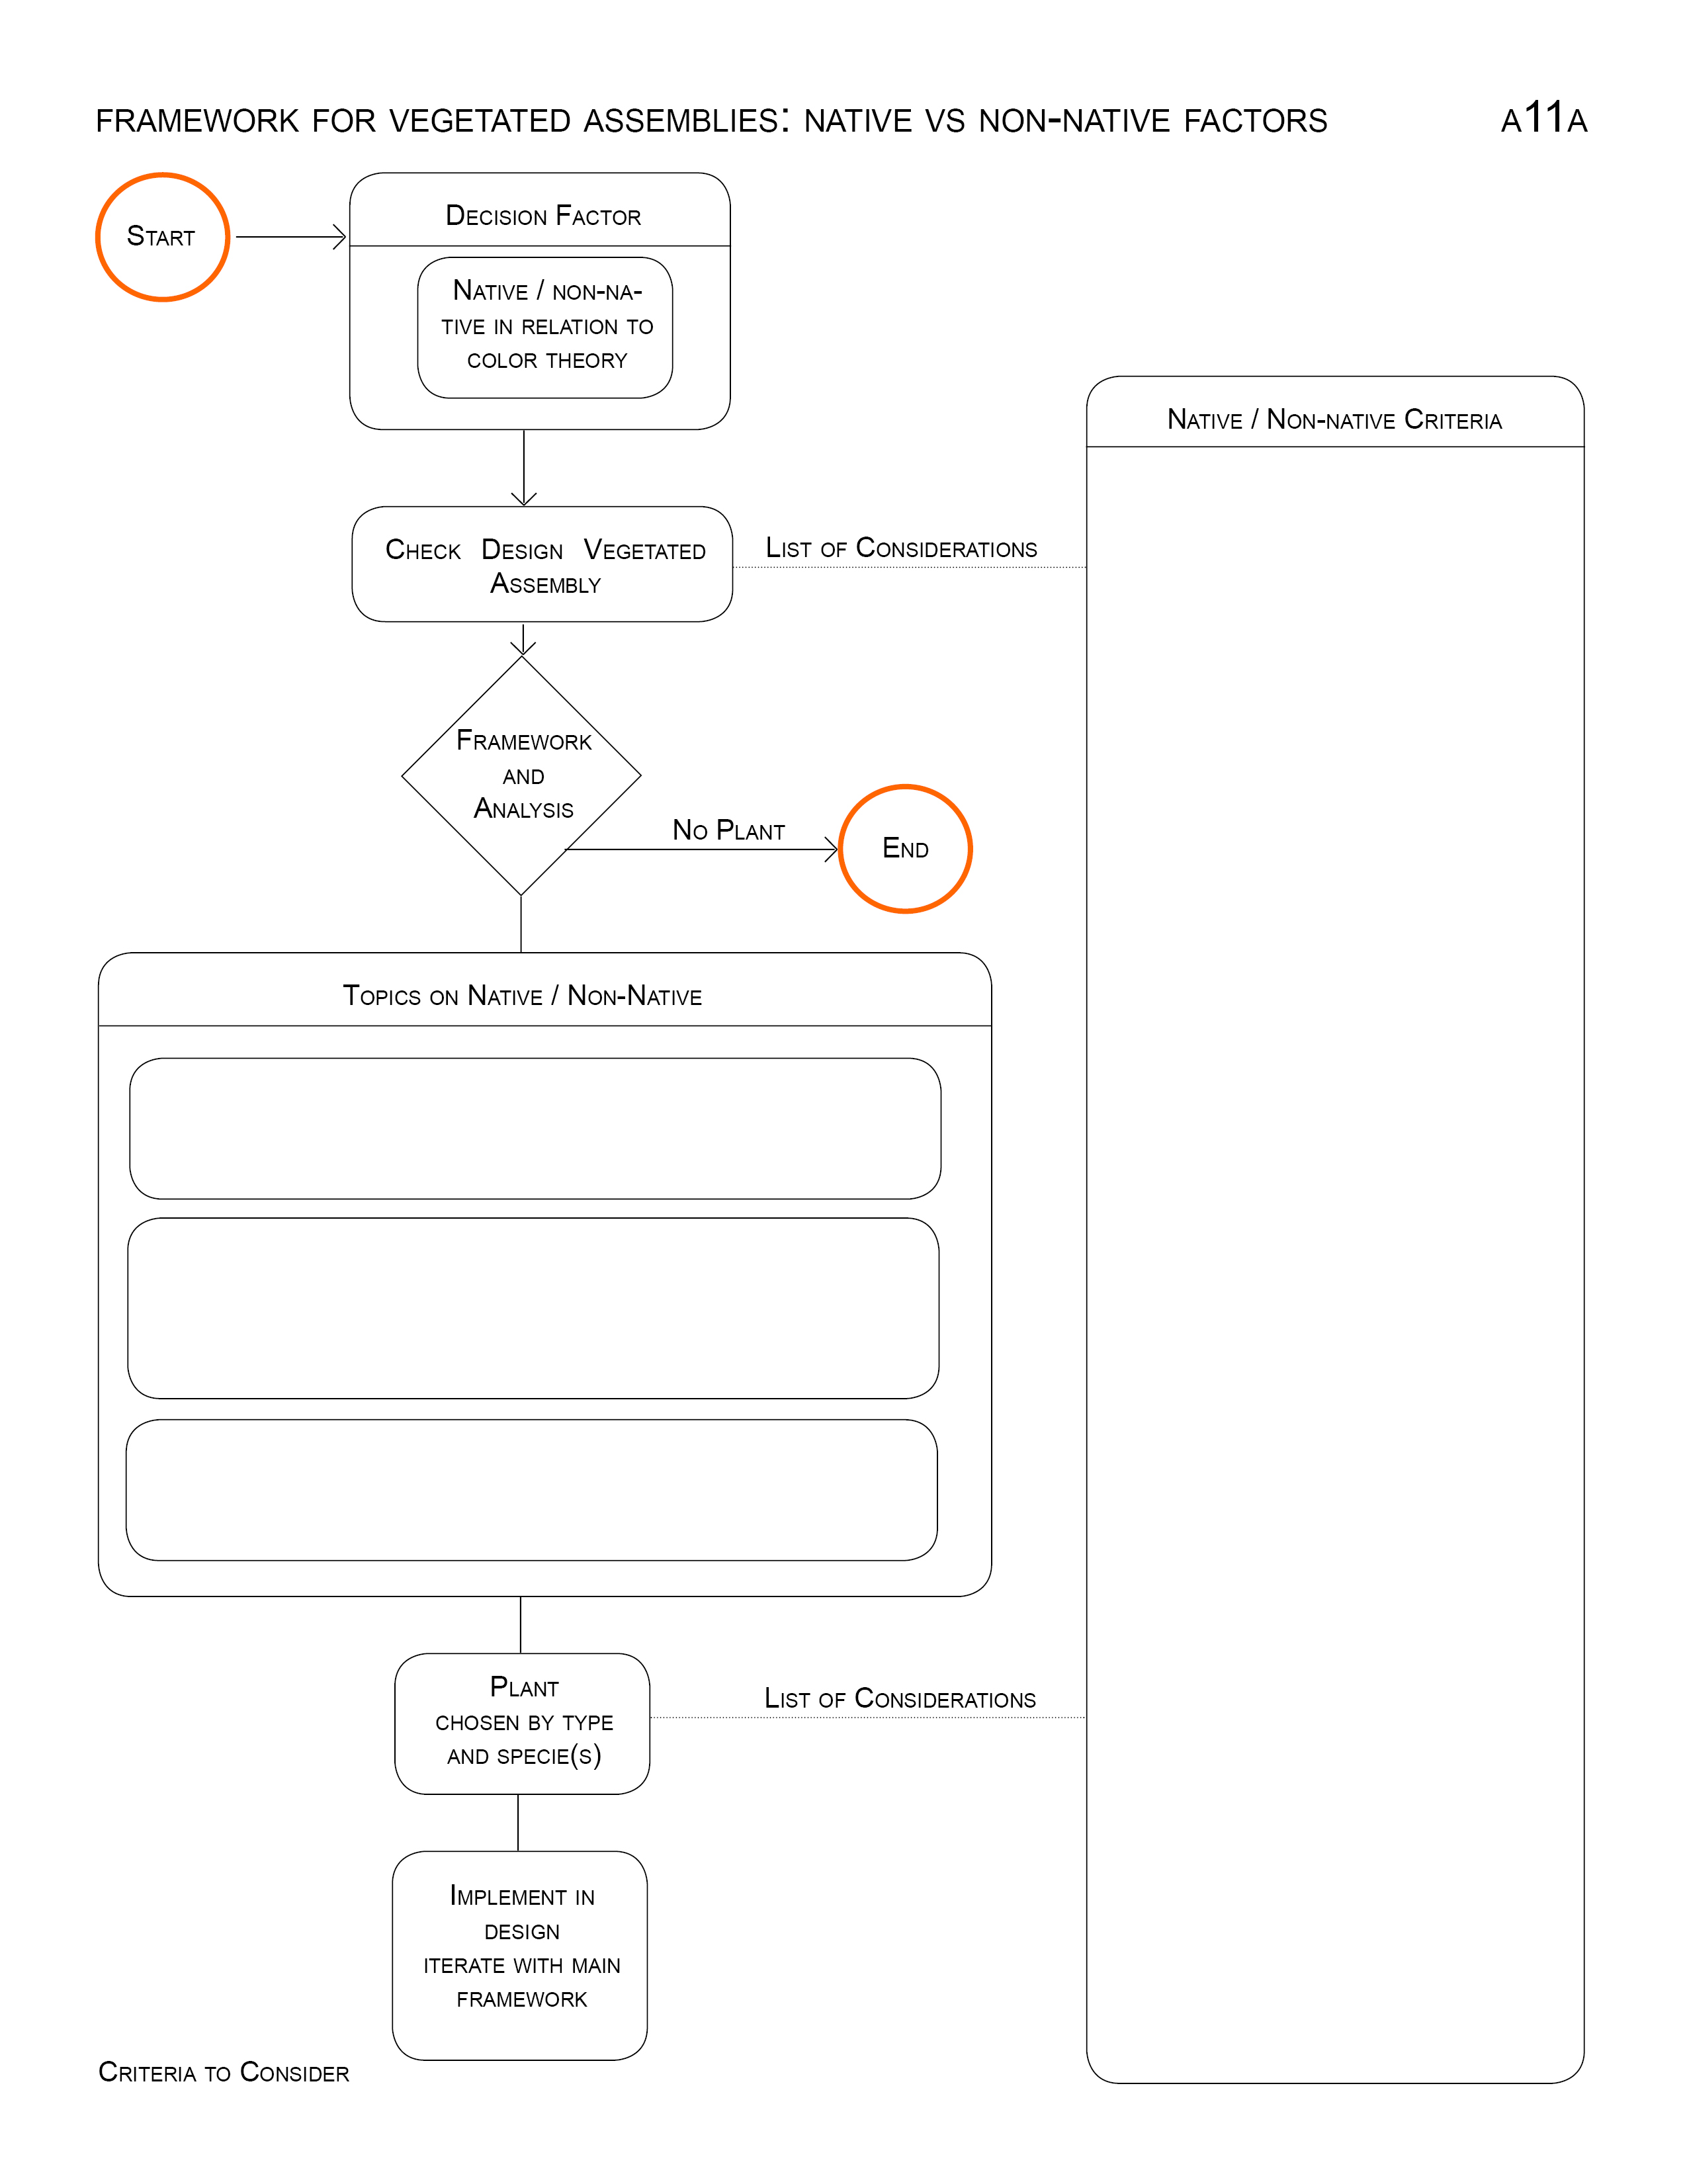 FRAMEWORK FOR VEGETATED ASSEMBLIES: NATIVE VS NON-NATIVE FACTORS
A11A
START
DECISION FACTOR
NATIVE / NON-NA-
TIVE IN RELATION TO
COLOR THEORY
NATIVE / NON-NATIVE CRITERIA
CHECK DESIGN VEGETATED
ASSEMBLY
LIST OF CONSIDERATIONS
FRAMEWORK
AND
ANALYSIS
NO PLANT
END
TOPICS ON NATIVE / NON-NATIVE
PLANT
CHOSEN BY TYPE
AND SPECIE(S)
LIST OF CONSIDERATIONS
IMPLEMENT IN
DESIGN
ITERATE WITH MAIN
FRAMEWORK
CRITERIA TO CONSIDER